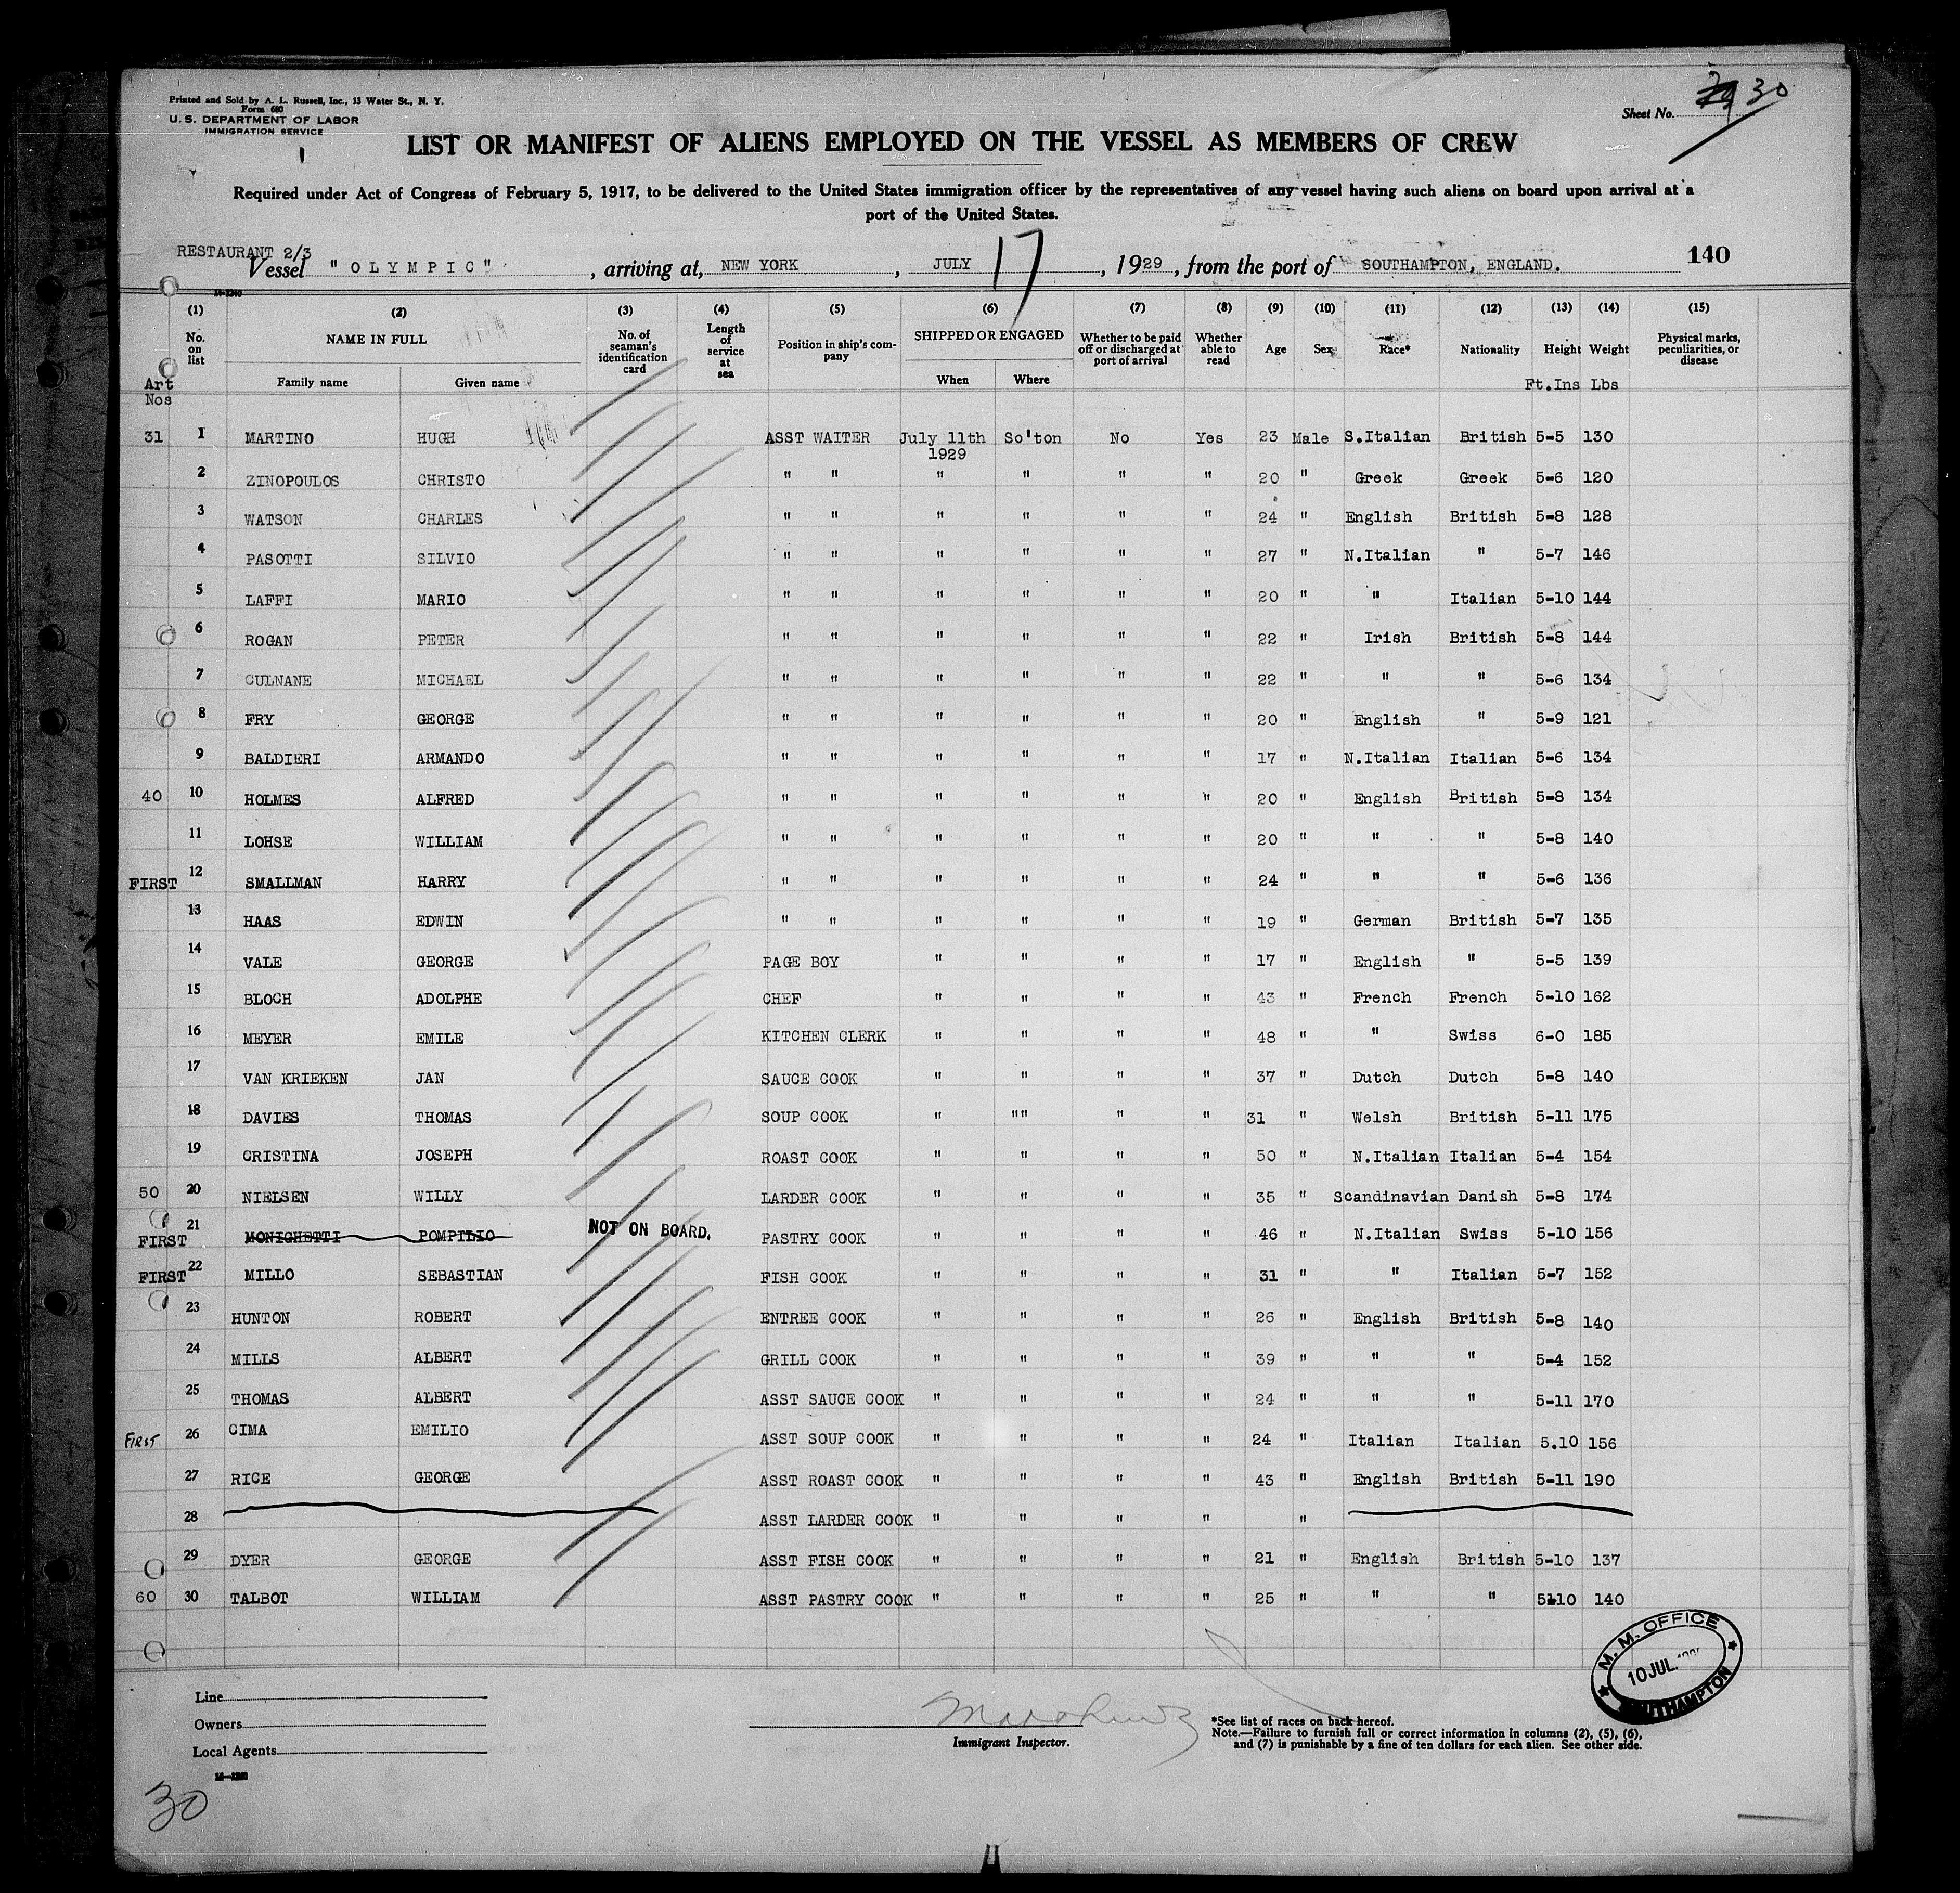 Printed and Sold by A. L. Russell, Inc., 13 Water St., N. Y.
Form 680
U. S. DEPARTMENT OF LABOR
IMMIGRATION SERVICE
Sheet No. 30
LIST OR MANIFEST OF ALIENS EMPLOYED ON THE VESSEL AS MEMBERS OF CREW
Required under Act of Congress of February 5, 1917, to be delivered to the United States immigration officer by the representatives of any vessel having such aliens on board upon arrival at a
port of the United States.
RESTAURANT 2/3
Vessel "OLYMPIC", arriving at, NEW YORK, JULY 17, 1929, from the port of SOUTHAMPTON, ENGLAND. 140
14-1240
(1) (2) (3) (4) (5) (6) (7) (8) (9) (10) (11) (12) (13) (14) (15)
No. on list NAME IN FULL No. of seaman's identification card Length of service at sea Position in ship's company SHIPPED OR ENGAGED Whether to be paid off or discharged at port of arrival Whether able to read Age Sex Race* Nationality Height Weight Physical marks, peculiarities, or disease
Family name Given name When Where
Art Nos Ft.Ins Lbs
31 1 MARTINO HUGH ASST WAITER July 11th 1929 So'ton No Yes 23 Male S.Italian British 5-5 130
2 ZINOPOULOS CHRISTO " " " " " " 20 " Greek Greek 5-6 120
3 WATSON CHARLES " " " " " " 24 " English British 5-8 128
4 PASOTTI SILVIO " " " " " " 27 " N.Italian " 5-7 146
5 LAFFI MARIO " " " " " " 20 " " Italian 5-10 144
6 ROGAN PETER " " " " " " 22 " Irish British 5-8 144
7 CULNANE MICHAEL " " " " " " 22 " " " 5-6 134
8 FRY GEORGE " " " " " " 20 " English " 5-9 121
9 BALDIERI ARMANDO " " " " " " 17 " N.Italian Italian 5-6 134
40 10 HOLMES ALFRED " " " " " " 20 " English British 5-8 134
11 LOHSE WILLIAM " " " " " " 20 " " " 5-8 140
FIRST 12 SMALLMAN HARRY " " " " " " 24 " " " 5-6 136
13 HAAS EDWIN " " " " " " 19 " German British 5-7 135
14 VALE GEORGE PAGE BOY " " " " 17 " English " 5-5 139
15 BLOCH ADOLPHE CHEF " " " " 43 " French French 5-10 162
16 MEYER EMILE KITCHEN CLERK " " " " 48 " " Swiss 6-0 185
17 VAN KRIEKEN JAN SAUCE COOK " " " " 37 " Dutch Dutch 5-8 140
18 DAVIES THOMAS SOUP COOK " "" " " 31 " Welsh British 5-11 175
19 CRISTINA JOSEPH ROAST COOK " " " " 50 " N.Italian Italian 5-4 154
50 20 NIELSEN WILLY LARDER COOK " " " " 35 " Scandinavian Danish 5-8 174
FIRST 21 MONIGHETTI POMPILIO NOT ON BOARD. PASTRY COOK " " " " 46 " N.Italian Swiss 5-10 156
FIRST 22 MILLO SEBASTIAN FISH COOK " " " " 31 " " Italian 5-7 152
23 HUNTON ROBERT ENTREE COOK " " " " 26 " English British 5-8 140
24 MILLS ALBERT GRILL COOK " " " " 39 " " " 5-4 152
25 THOMAS ALBERT ASST SAUCE COOK " " " " 24 " " " 5-11 170
FIRST 26 CIMA EMILIO ASST SOUP COOK " " " " 24 " Italian Italian 5.10 156
27 RICE GEORGE ASST ROAST COOK " " " " 43 " English British 5-11 190
28 ASST LARDER COOK " " " " "
29 DYER GEORGE ASST FISH COOK " " " " 21 " English British 5-10 137
60 30 TALBOT WILLIAM ASST PASTRY COOK " " " " 25 " " " 5-10 140
M. M. OFFICE
10 JUL.
SOUTHAMPTON
Line
Owners
Local Agents
Immigrant Inspector.
*See list of races on back hereof.
Note.—Failure to furnish full or correct information in columns (2), (5), (6),
and (7) is punishable by a fine of ten dollars for each alien. See other side.
30